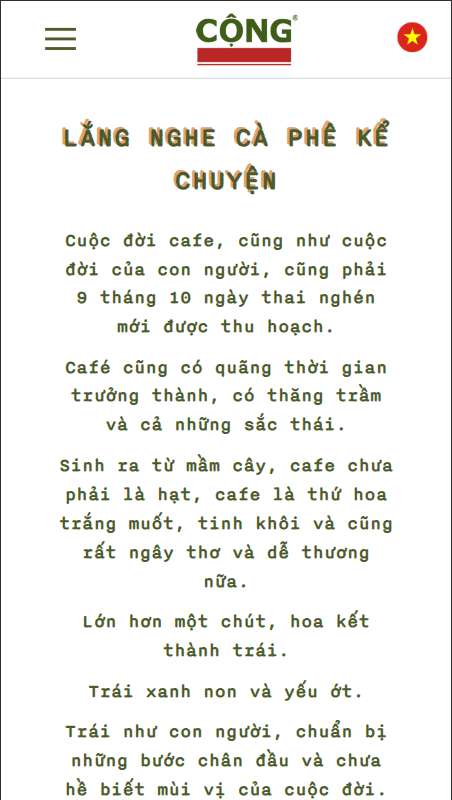 CỘNG®
LẮNG NGHE CÀ PHÊ KỂ
CHUYỆN
Cuộc đời cafe, cũng như cuộc
đời của con người, cũng phải
9 tháng 10 ngày thai nghén
mới được thu hoạch.
Café cũng có quãng thời gian
trưởng thành, có thăng trầm
và cả những sắc thái.
Sinh ra từ mầm cây, cafe chưa
phải là hạt, cafe là thứ hoa
trắng muốt, tinh khôi và cũng
rất ngây thơ và dễ thương
nữa.
Lớn hơn một chút, hoa kết
thành trái.
Trái xanh non và yếu ớt.
Trái như con người, chuẩn bị
những bước chân đầu và chưa
hề biết mùi vị của cuộc đời.